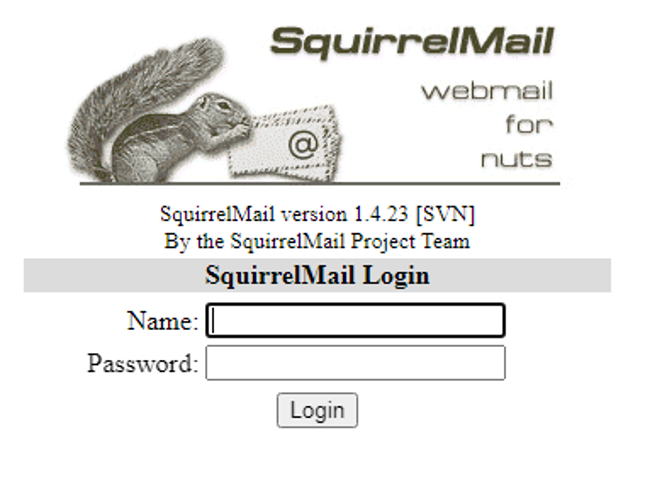 SquirrelMail
webmail
for
nuts
@
SquirrelMail version 1.4.23 [SVN]
By the SquirrelMail Project Team
SquirrelMail Login
Name:
Password:
Login